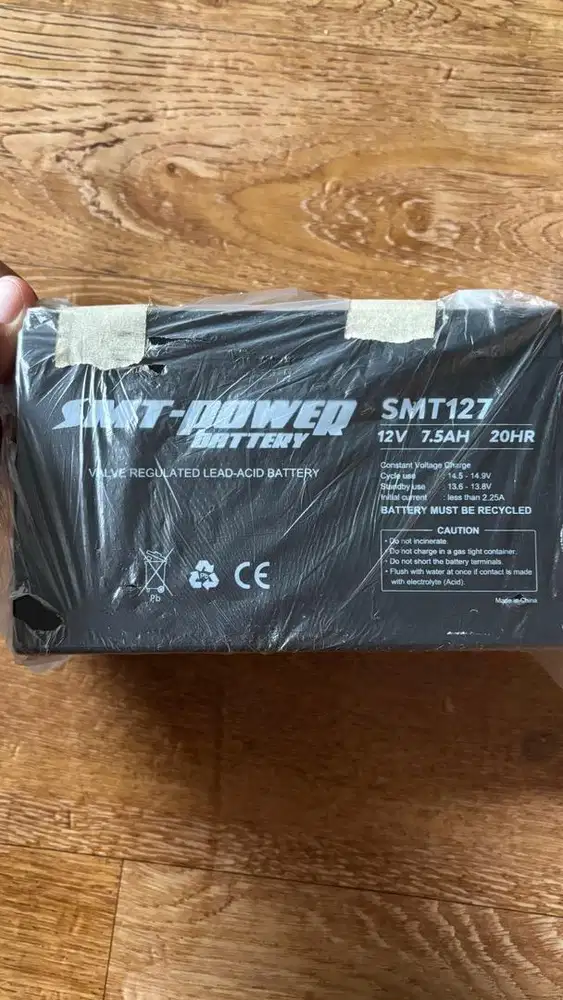 SMT-POWER
BATTERY
VALVE REGULATED LEAD-ACID BATTERY
Pb
Pb
CE
SMT127
12V 7.5AH 20HR
Constant Voltage Charge
Cycle use : 14.5 - 14.9V
Standby use : 13.6 - 13.8V
Initial current : less than 2.25A
BATTERY MUST BE RECYCLED
CAUTION
• Do not incinerate.
• Do not charge in a gas tight container.
• Do not short the battery terminals.
• Flush with water at once if contact is made
with electrolyte (Acid).
Made in China